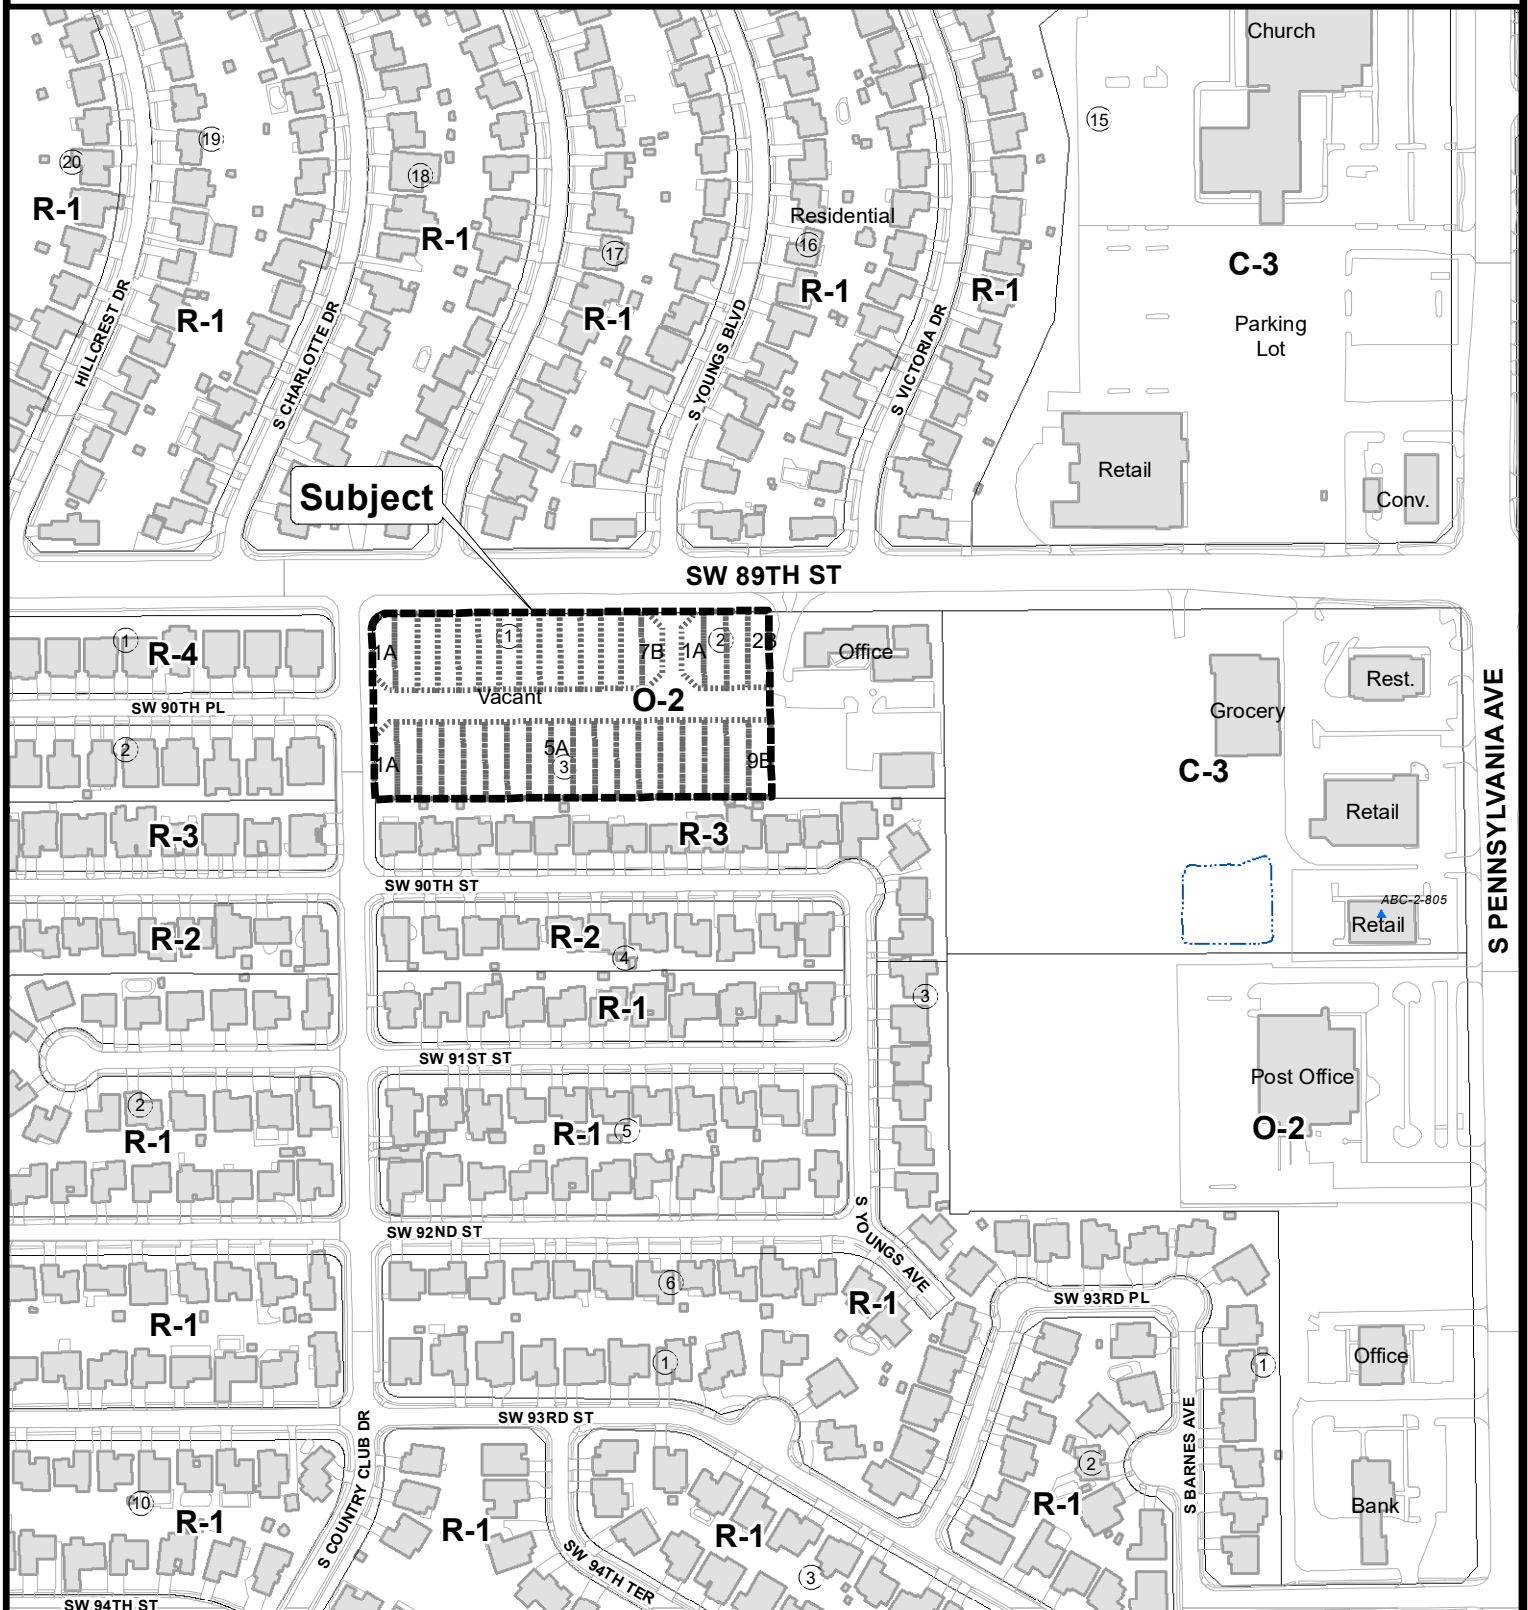 Church
15
19
20
18
R-1
Residential
R-1
17
16
C-3
R-1
R-1
R-1
R-1
Parking
Lot
HILLCREST DR
S CHARLOTTE DR
S YOUNGS BLVD
S VICTORIA DR
Retail
Subject
Conv.
SW 89TH ST
1
R-4
1A
1
7B
1A
2
2B
Office
Rest.
Vacant
O-2
SW 90TH PL
Grocery
S PENNSYLVANIA AVE
2
1A
5A
3
9B
C-3
R-3
R-3
Retail
SW 90TH ST
ABC-2-805
Retail
R-2
R-2
4
R-1
3
SW 91ST ST
Post Office
2
R-1
R-1
5
O-2
SW 92ND ST
S YOUNGS AVE
6
R-1
SW 93RD PL
R-1
1
1
Office
SW 93RD ST
S COUNTRY CLUB DR
S BARNES AVE
2
10
R-1
R-1
R-1
R-1
Bank
SW 94TH TER
3
SW 94TH ST